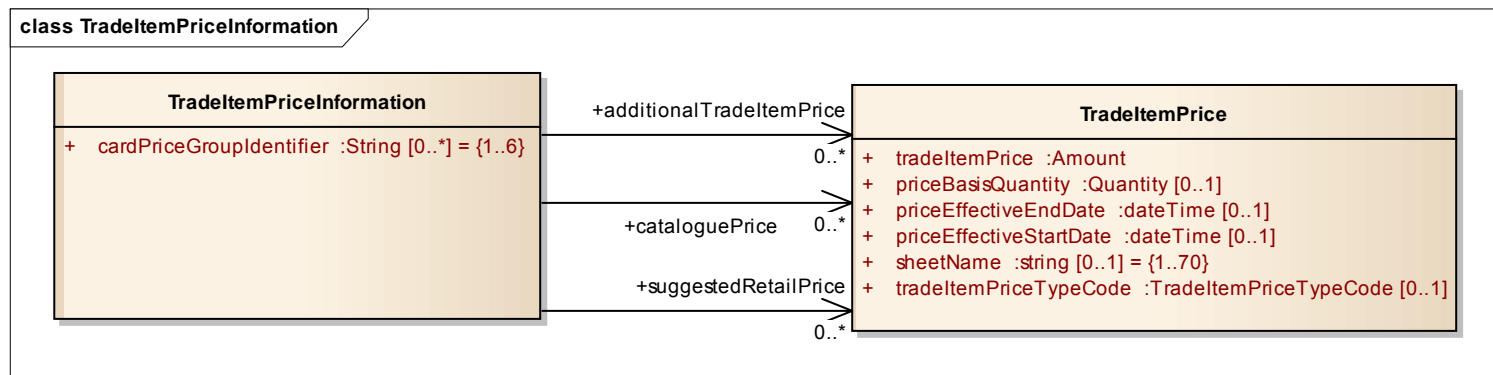 class TradeItemPriceInformation
TradeItemPriceInformation
+ cardPriceGroupIdentifier :String [0..*] = {1..6}
+additionalTradeItemPrice
0..*
+cataloguePrice
0..*
+suggestedRetailPrice
0..*
TradeItemPrice
+ tradeItemPrice :Amount
+ priceBasisQuantity :Quantity [0..1]
+ priceEffectiveEndDate :dateTime [0..1]
+ priceEffectiveStartDate :dateTime [0..1]
+ sheetName :string [0..1] = {1..70}
+ tradeItemPriceTypeCode :TradeItemPriceTypeCode [0..1]